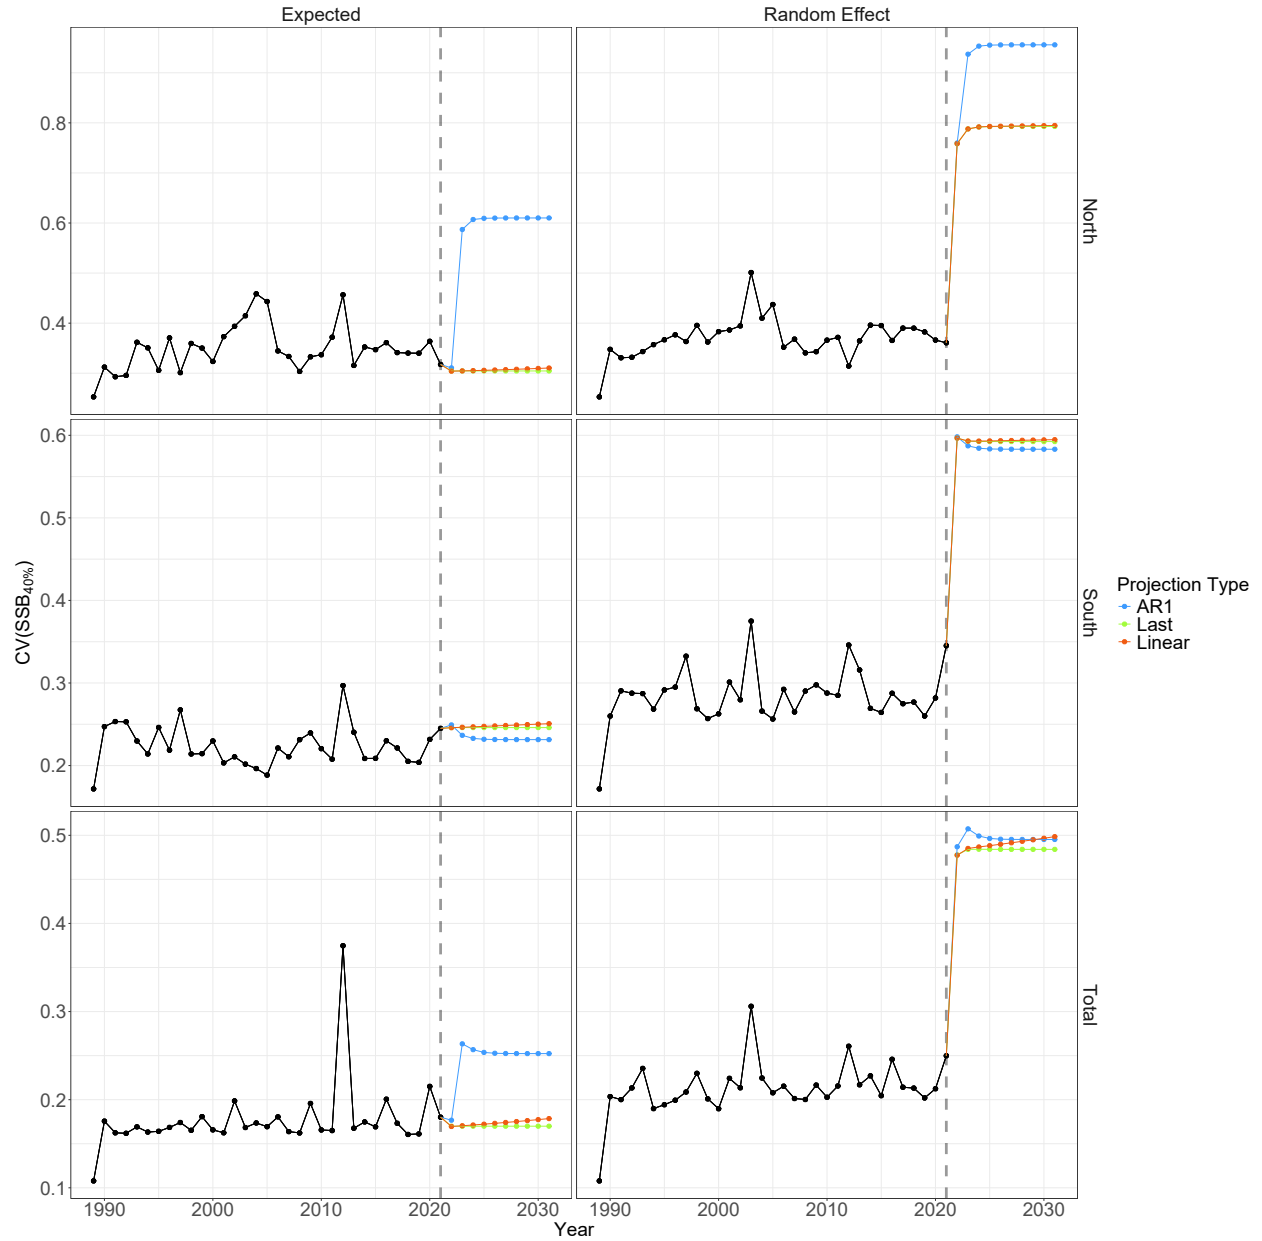 Expected Random Effect
0.8
0.6
0.4
North
0.6
0.5
0.4
0.3
0.2
South
CV(SSB40%)
Projection Type
AR1
Last
Linear
0.5
0.4
0.3
0.2
0.1
Total
1990 2000 2010 2020 2030 1990 2000 2010 2020 2030
Year